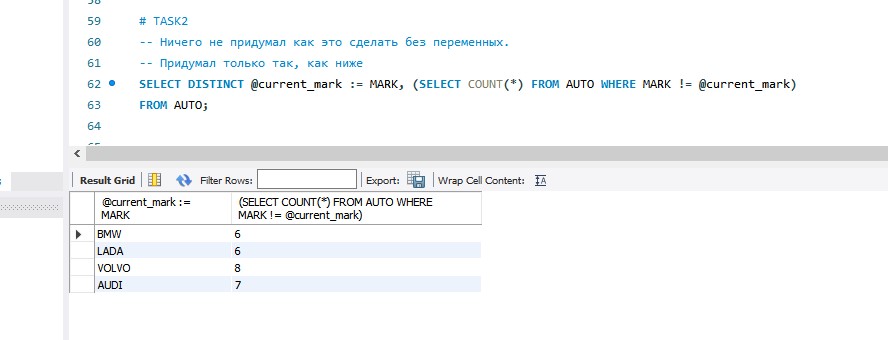 58
59 # TASK2
60 -- Ничего не придумал как это сделать без переменных.
61 -- Придумал только так, как ниже
62 SELECT DISTINCT @current_mark := MARK, (SELECT COUNT(*) FROM AUTO WHERE MARK != @current_mark)
63 FROM AUTO;
64
Result Grid Filter Rows: Export: Wrap Cell Content:
@current_mark := MARK (SELECT COUNT(*) FROM AUTO WHERE MARK != @current_mark)
BMW 6
LADA 6
VOLVO 8
AUDI 7